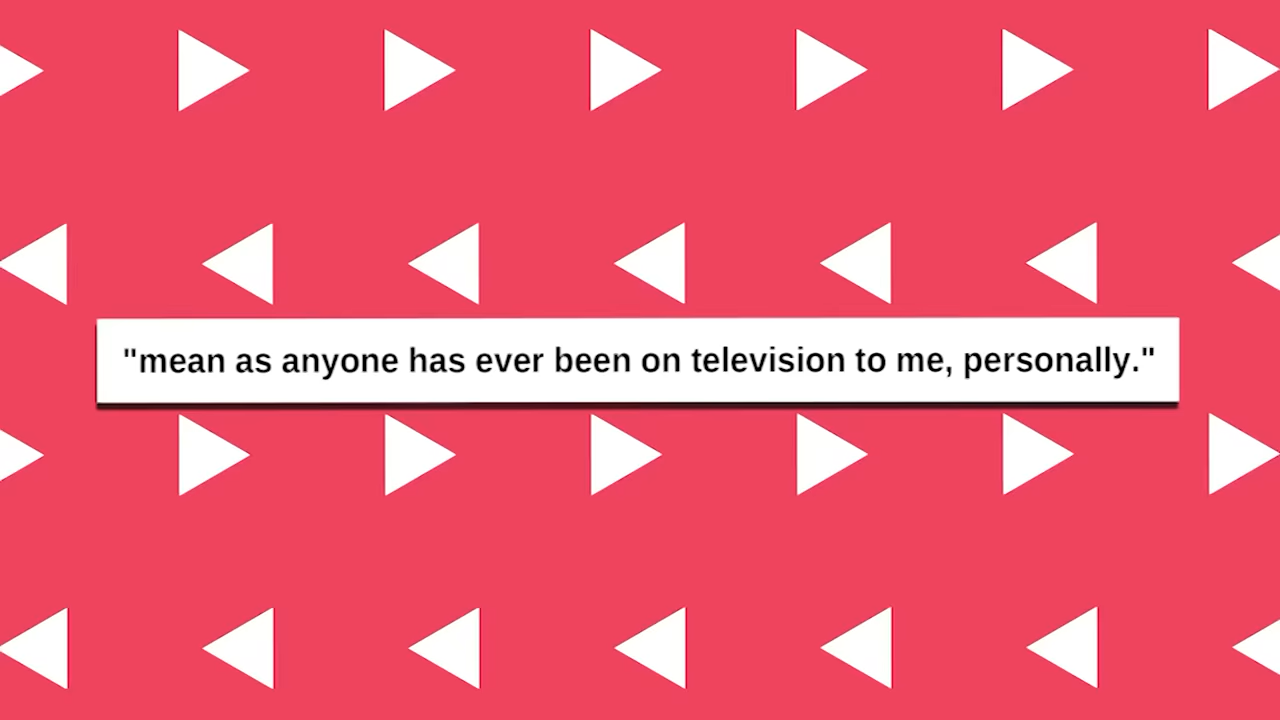 "mean as anyone has ever been on television to me, personally."